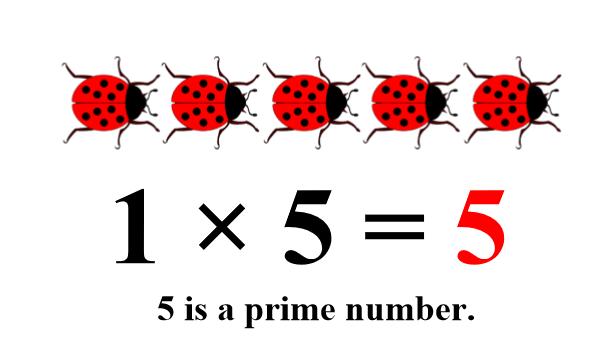 1 × 5 = 5
5 is a prime number.